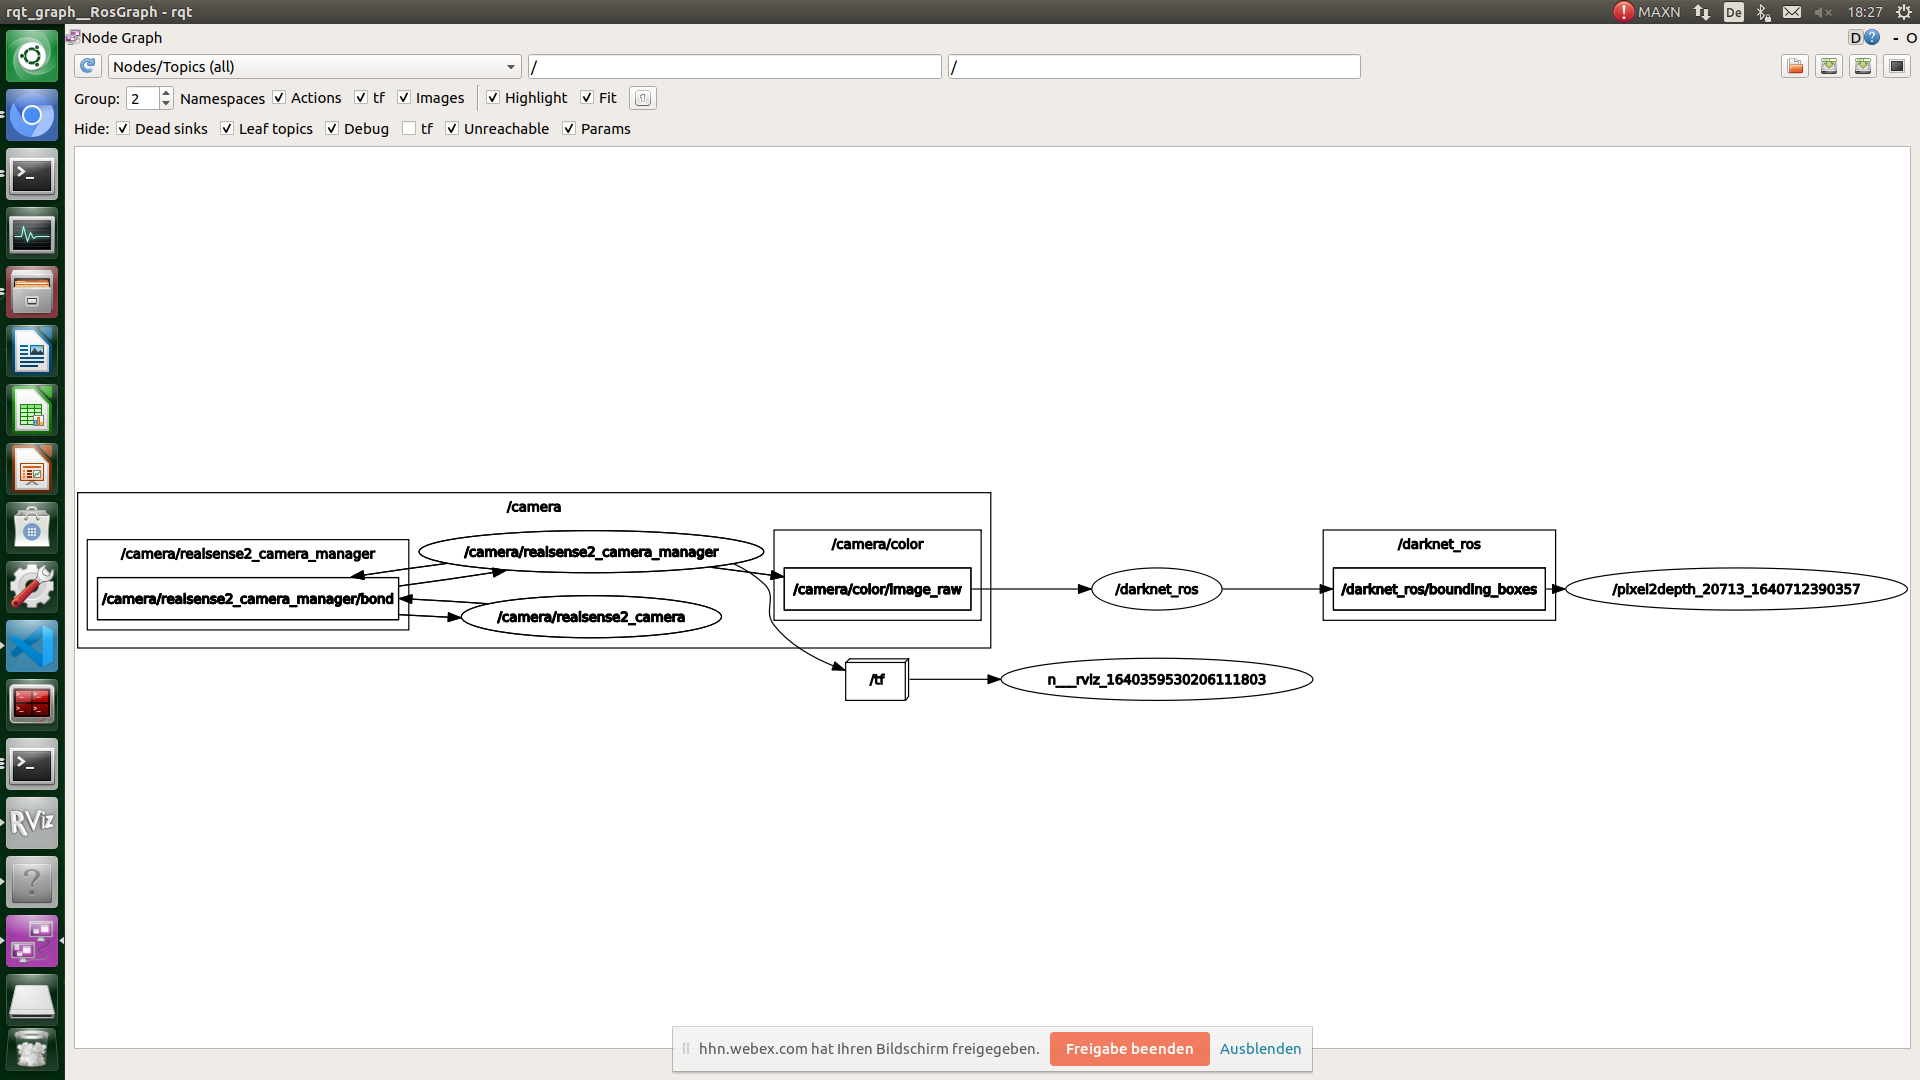 rqt_graph__RosGraph - rqt
MAXN De 18:27
Node Graph
D - O
Nodes/Topics (all) / /
Group: 2 Namespaces Actions tf Images Highlight Fit
Hide: Dead sinks Leaf topics Debug tf Unreachable Params
/camera
/camera/realsense2_camera_manager
/camera/realsense2_camera_manager
/camera/color
/darknet_ros
/camera/realsense2_camera_manager/bond
/camera/realsense2_camera
/camera/color/image_raw
/darknet_ros
/darknet_ros/bounding_boxes
/pixel2depth_20713_1640712390357
/tf
n___rviz_1640359530206111803
RViz
hhn.webex.com hat Ihren Bildschirm freigegeben. Freigabe beenden Ausblenden